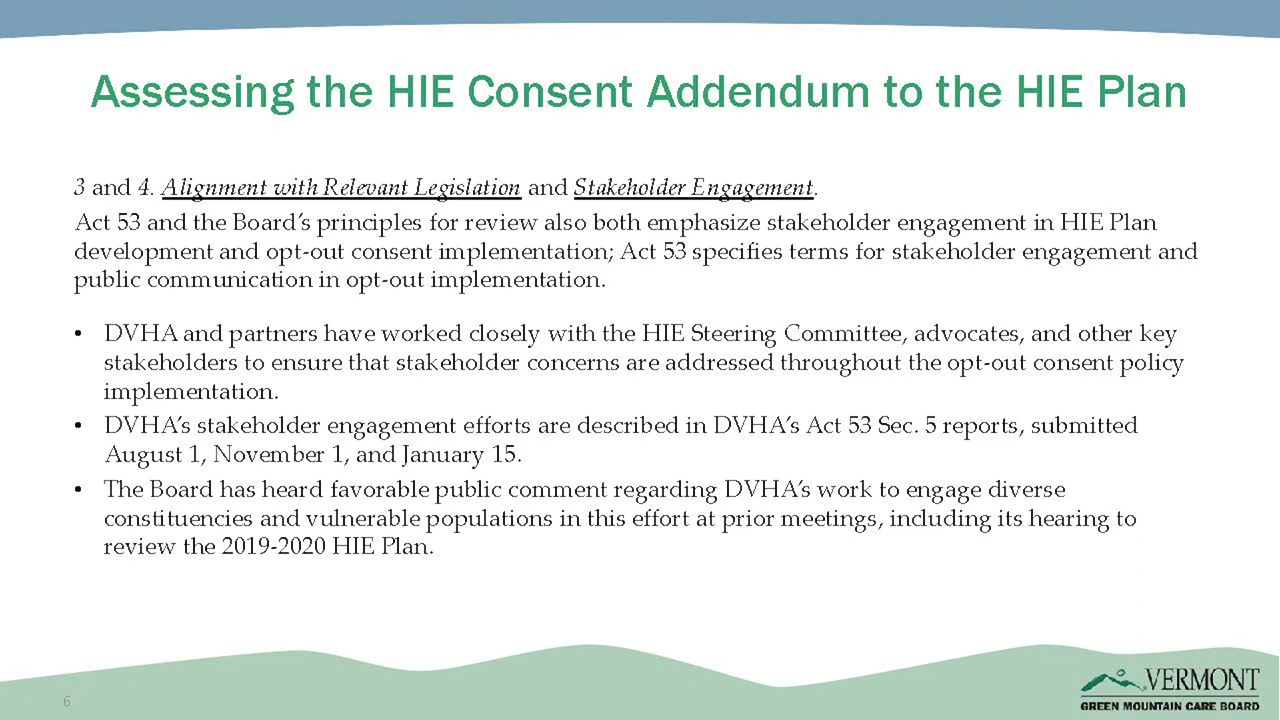 Assessing the HIE Consent Addendum to the HIE Plan
3 and 4. Alignment with Relevant Legislation and Stakeholder Engagement.
Act 53 and the Board’s principles for review also both emphasize stakeholder engagement in HIE Plan
development and opt-out consent implementation; Act 53 specifies terms for stakeholder engagement and
public communication in opt-out implementation.
• DVHA and partners have worked closely with the HIE Steering Committee, advocates, and other key
stakeholders to ensure that stakeholder concerns are addressed throughout the opt-out consent policy
implementation.
• DVHA’s stakeholder engagement efforts are described in DVHA’s Act 53 Sec. 5 reports, submitted
August 1, November 1, and January 15.
• The Board has heard favorable public comment regarding DVHA’s work to engage diverse
constituencies and vulnerable populations in this effort at prior meetings, including its hearing to
review the 2019-2020 HIE Plan.
6
VERMONT
GREEN MOUNTAIN CARE BOARD